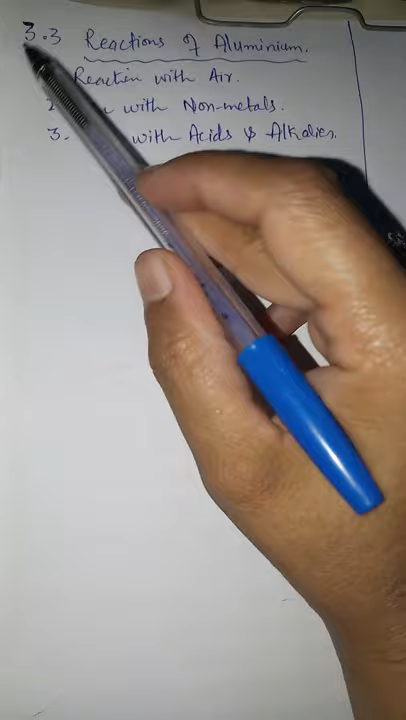 3.3 Reactions of Aluminium.
Reaction with Air.
with Non-metals.
3. with Acids & Alkalies.